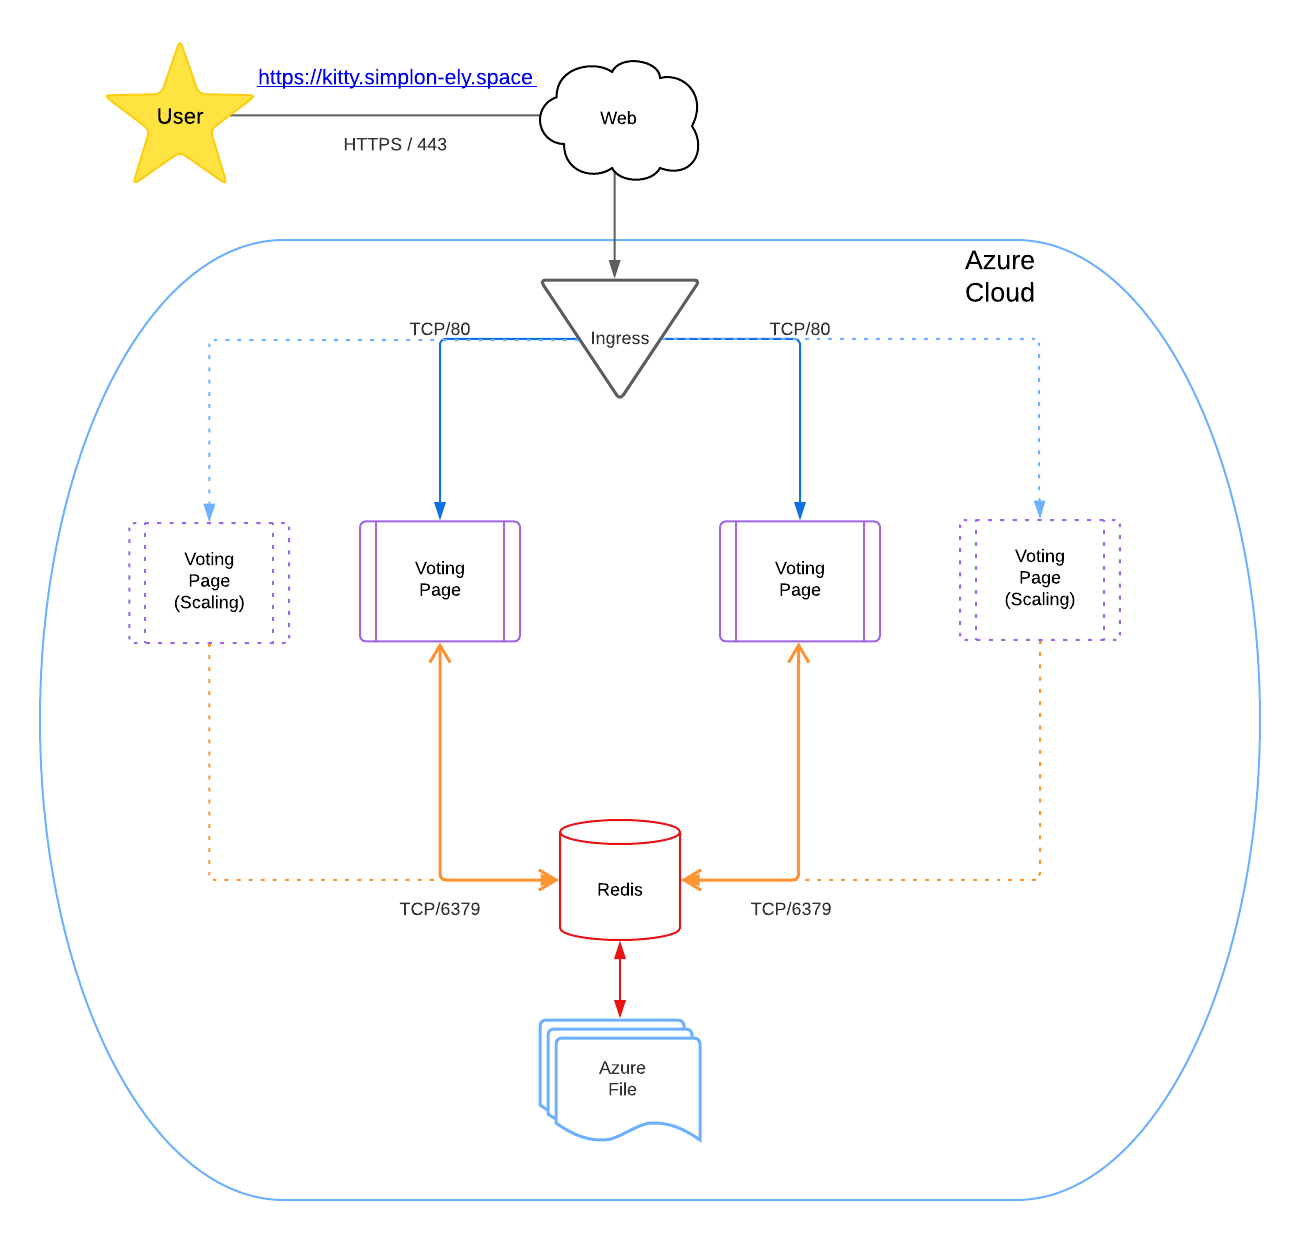 https://kitty.simplon-ely.space
User
Web
HTTPS / 443
Azure
Cloud
TCP/80
Ingress
TCP/80
Voting
Page
(Scaling)
Voting
Page
Voting
Page
Voting
Page
(Scaling)
Redis
TCP/6379
TCP/6379
Azure
File